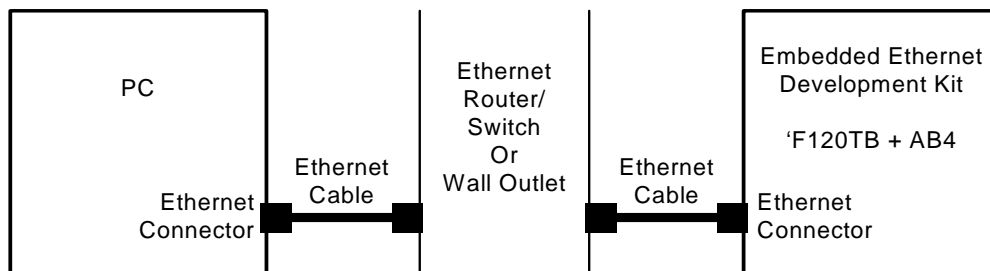 PC
Ethernet
Connector
Ethernet
Cable
Ethernet
Router/
Switch
Or
Wall Outlet
Ethernet
Cable
Embedded Ethernet
Development Kit
‘F120TB + AB4
Ethernet
Connector